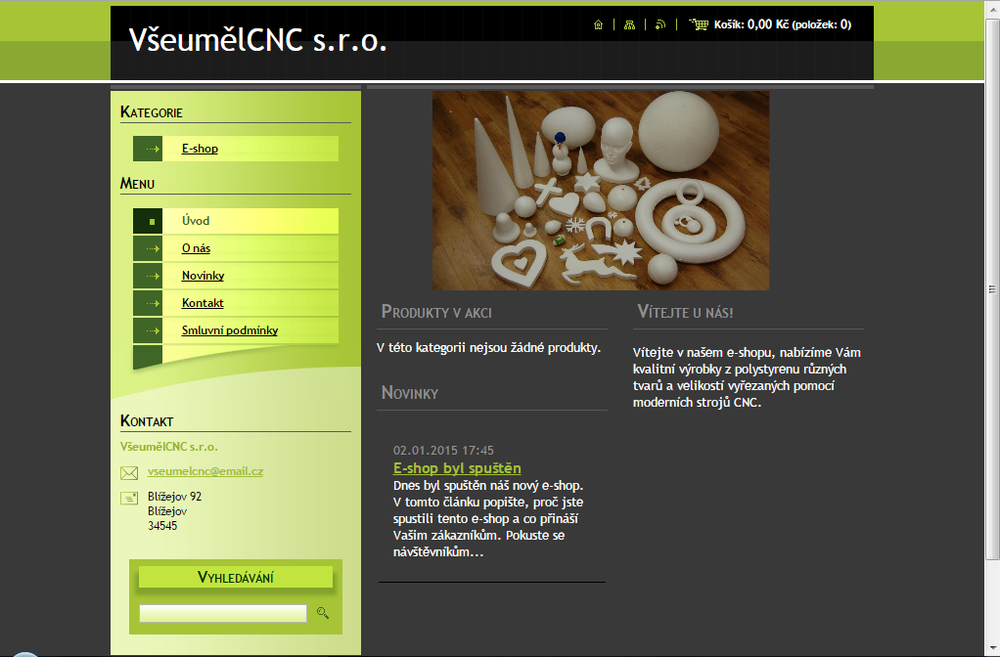 VšeumělCNC s.r.o.
Košík: 0,00 Kč (položek: 0)
Kategorie
E-shop
Menu
Úvod
O nás
Novinky
Kontakt
Smluvní podmínky
Kontakt
VšeumělCNC s.r.o.
vseumelcnc@email.cz
Blížejov 92
Blížejov
34545
Vyhledávání
Produkty v akci
V této kategorii nejsou žádné produkty.
Novinky
02.01.2015 17:45
E-shop byl spuštěn
Dnes byl spuštěn náš nový e-shop.
V tomto článku popište, proč jste
spustili tento e-shop a co přináší
Vašim zákazníkům. Pokuste se
návštěvníkům...
Vítejte u nás!
Vítejte v našem e-shopu, nabízíme Vám
kvalitní výrobky z polystyrenu různých
tvarů a velikostí vyřezaných pomocí
moderních strojů CNC.